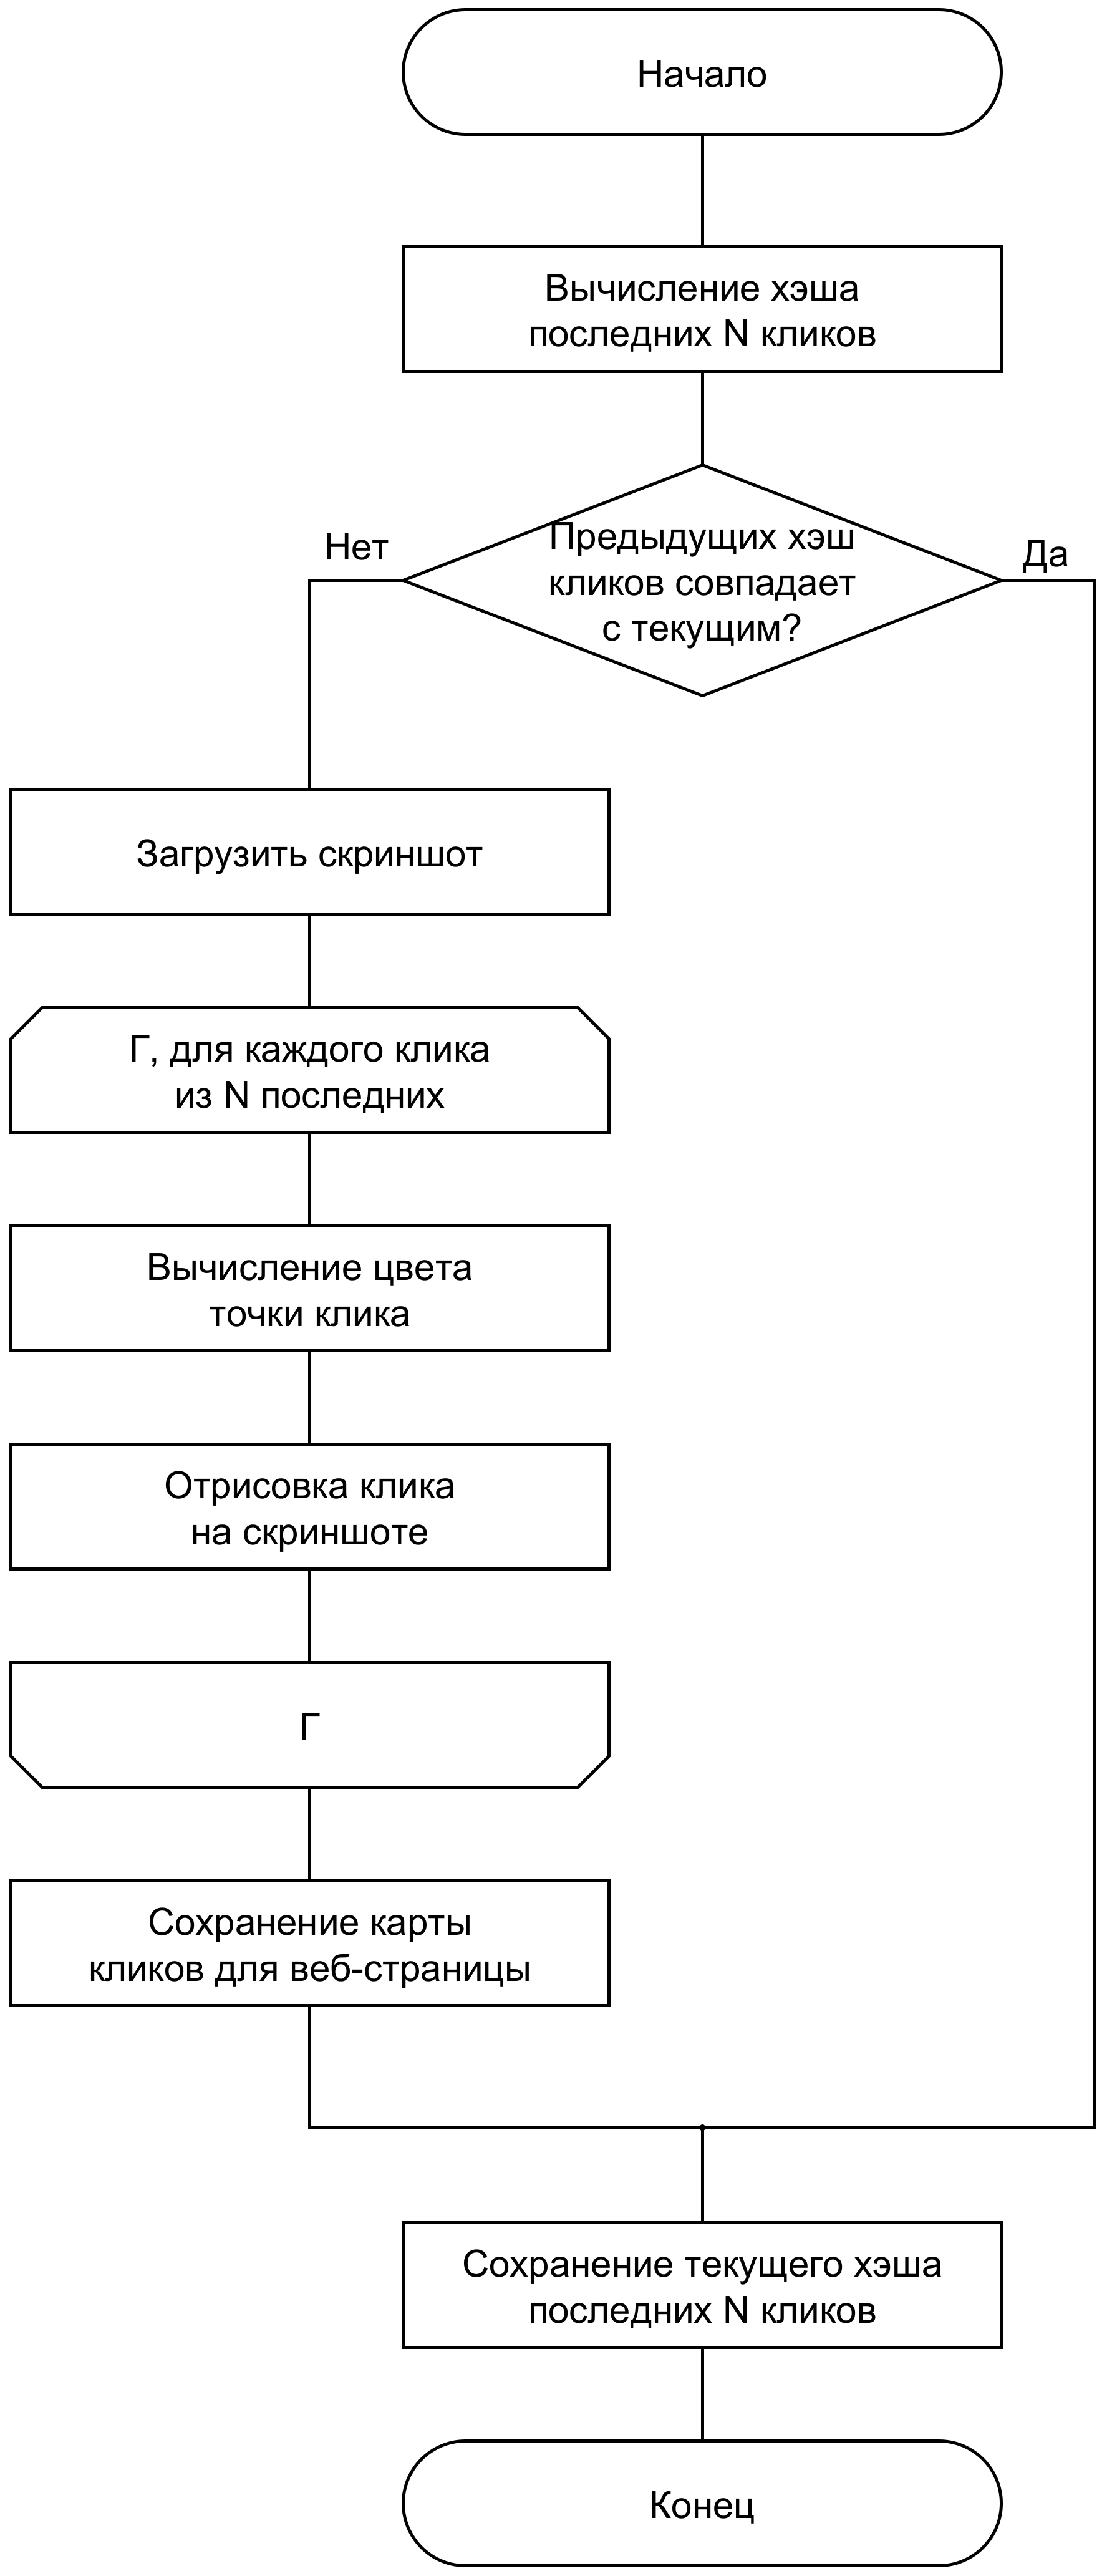 Начало
Вычисление хэша
последних N кликов
Предыдущих хэш
кликов совпадает
с текущим?
Нет
Да
Загрузить скриншот
Г, для каждого клика
из N последних
Вычисление цвета
точки клика
Отрисовка клика
на скриншоте
Г
Сохранение карты
кликов для веб-страницы
Сохранение текущего хэша
последних N кликов
Конец